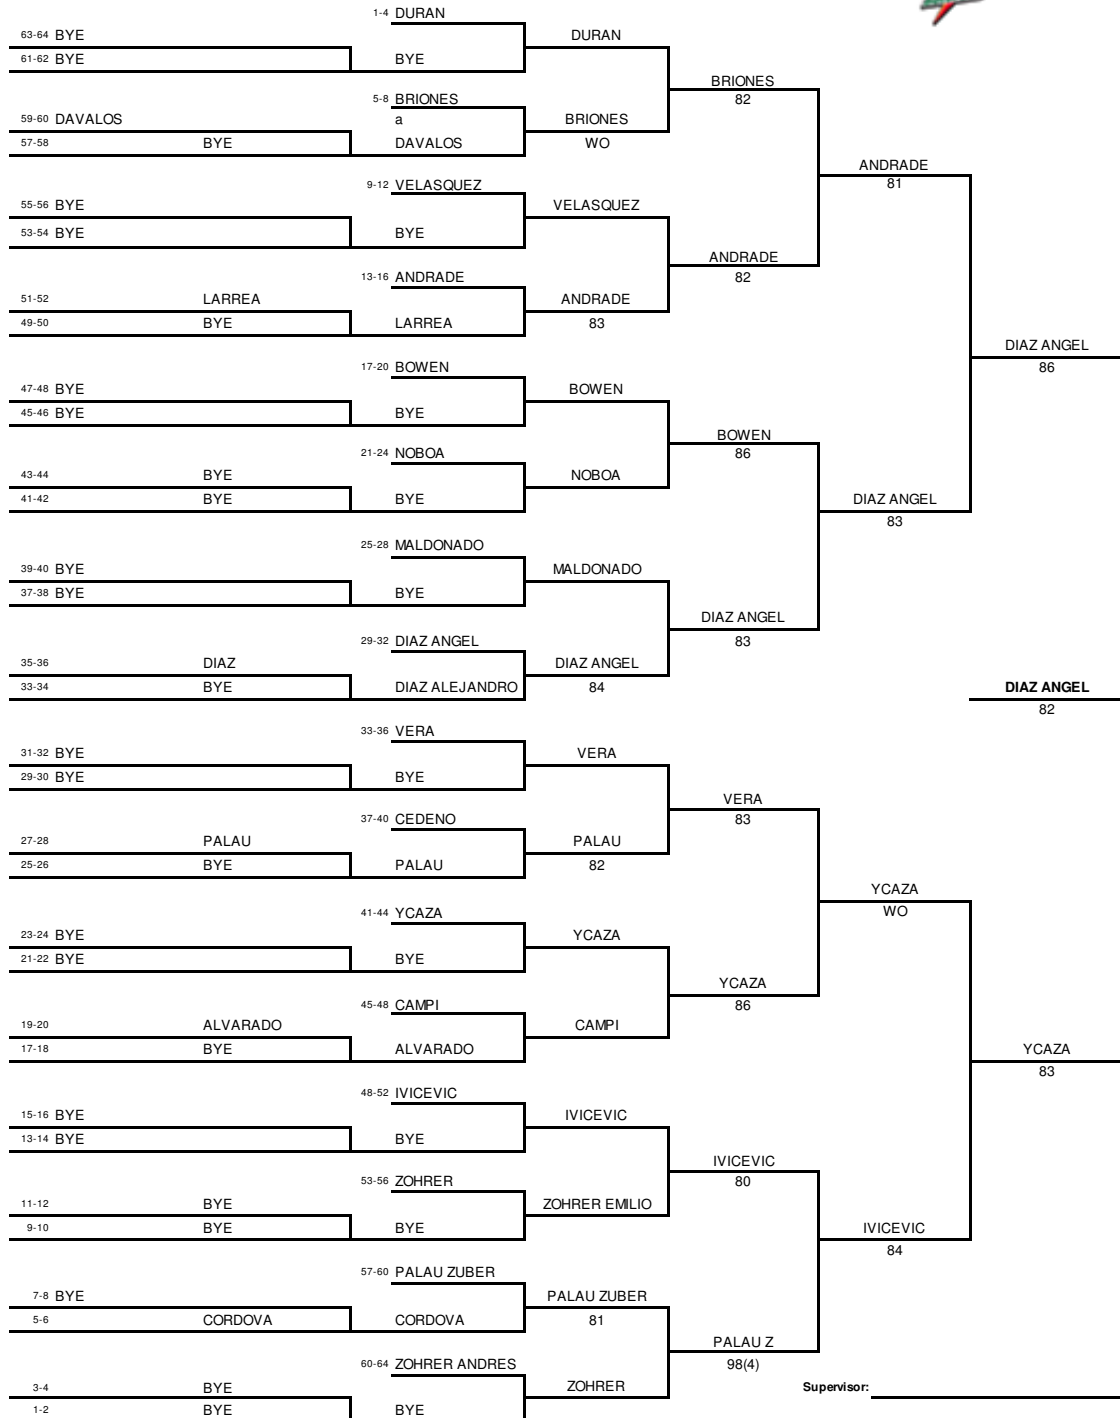 1-4 DURAN
63-64 BYE DURAN
61-62 BYE BYE
BRIONES
82
5-8 BRIONES
59-60 DAVALOS a BRIONES
57-58 BYE DAVALOS WO
ANDRADE
81
9-12 VELASQUEZ
55-56 BYE VELASQUEZ
53-54 BYE BYE
ANDRADE
82
13-16 ANDRADE
51-52 LARREA ANDRADE
49-50 BYE LARREA 83
DIAZ ANGEL
86
17-20 BOWEN
47-48 BYE BOWEN
45-46 BYE BYE
BOWEN
86
21-24 NOBOA
43-44 BYE NOBOA
41-42 BYE BYE
DIAZ ANGEL
83
25-28 MALDONADO
39-40 BYE MALDONADO
37-38 BYE BYE
DIAZ ANGEL
83
29-32 DIAZ ANGEL
35-36 DIAZ DIAZ ANGEL
33-34 BYE DIAZ ALEJANDRO 84
DIAZ ANGEL
82
33-36 VERA
31-32 BYE VERA
29-30 BYE BYE
VERA
83
37-40 CEDENO
27-28 PALAU PALAU
25-26 BYE PALAU 82
YCAZA
WO
41-44 YCAZA
23-24 BYE YCAZA
21-22 BYE BYE
YCAZA
86
45-48 CAMPI
19-20 ALVARADO CAMPI
17-18 BYE ALVARADO
YCAZA
83
48-52 IVICEVIC
15-16 BYE IVICEVIC
13-14 BYE BYE
IVICEVIC
80
53-56 ZOHRER
11-12 BYE ZOHRER EMILIO
9-10 BYE BYE
IVICEVIC
84
57-60 PALAU ZUBER
7-8 BYE PALAU ZUBER
5-6 CORDOVA CORDOVA 81
PALAU Z
98(4)
60-64 ZOHRER ANDRES
3-4 BYE ZOHRER Supervisor:
1-2 BYE BYE